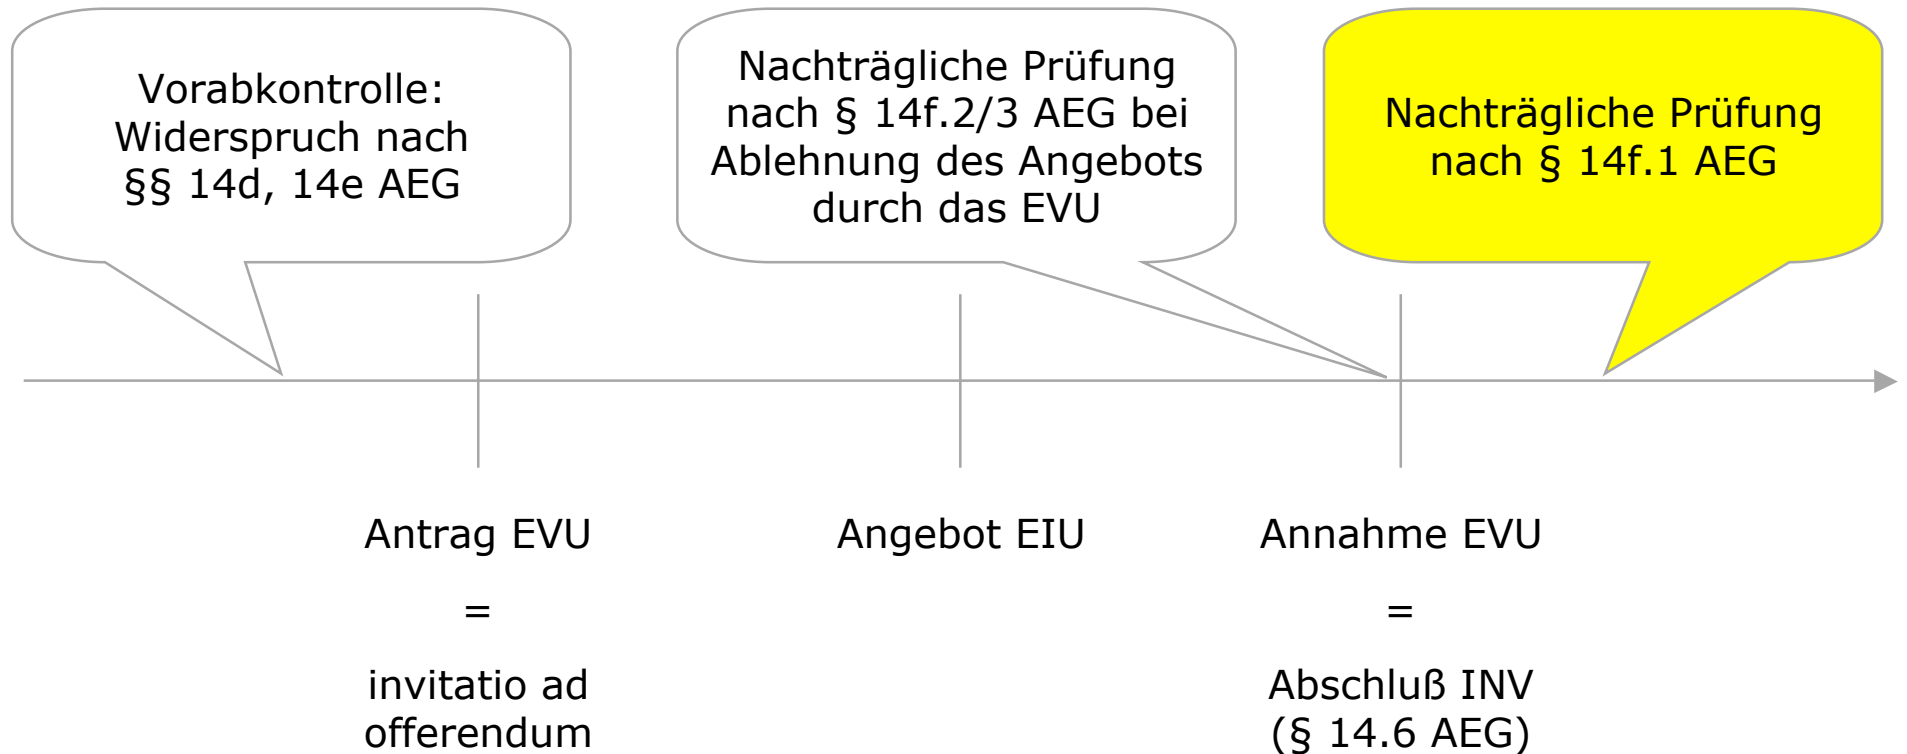 Vorabkontrolle:
Widerspruch nach
§§ 14d, 14e AEG
Nachträgliche Prüfung
nach § 14f.2/3 AEG bei
Ablehnung des Angebots
durch das EVU
Nachträgliche Prüfung
nach § 14f.1 AEG
Antrag EVU
=
invitatio ad
offerendum
Angebot EIU
Annahme EVU
=
Abschluß INV
(§ 14.6 AEG)